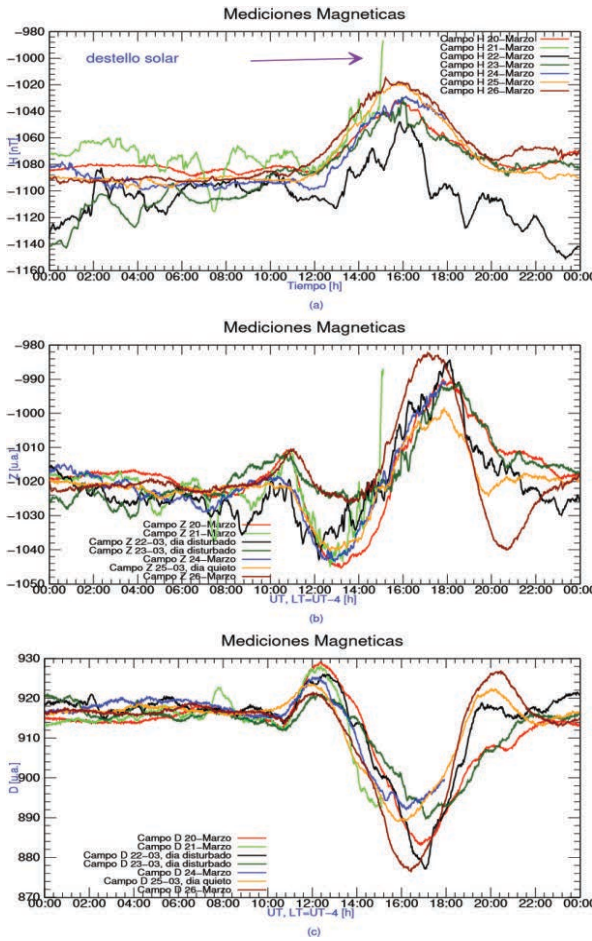 Mediciones Magneticas
−980
−1000
−1020
−1040
−1060
−1080
−1100
−1120
−1140
−1160
H [nT]
destello solar
Campo H 20−Marzo
Campo H 21−Marzo
Campo H 22−Marzo
Campo H 23−Marzo
Campo H 24−Marzo
Campo H 25−Marzo
Campo H 26−Marzo
00:00 02:00 04:00 06:00 08:00 10:00 12:00 14:00 16:00 18:00 20:00 22:00 00:00
Tiempo [h]
(a)
Mediciones Magneticas
−980
−990
−1000
−1010
−1020
−1030
−1040
−1050
Z [u.a.]
Campo Z 20−Marzo
Campo Z 21−Marzo
Campo Z 22−03, dia disturbado
Campo Z 23−03, dia disturbado
Campo Z 24−Marzo
Campo Z 25−03, dia quieto
Campo Z 26−Marzo
00:00 02:00 04:00 06:00 08:00 10:00 12:00 14:00 16:00 18:00 20:00 22:00 00:00
UT, LT=UT−4 [h]
(b)
Mediciones Magneticas
930
920
910
900
890
880
870
D [u.a.]
Campo D 20−Marzo
Campo D 21−Marzo
Campo D 22−03, dia disturbado
Campo D 23−03, dia disturbado
Campo D 24−Marzo
Campo D 25−03, dia quieto
Campo D 26−Marzo
00:00 02:00 04:00 06:00 08:00 10:00 12:00 14:00 16:00 18:00 20:00 22:00 00:00
UT, LT=UT−4 [h]
(c)